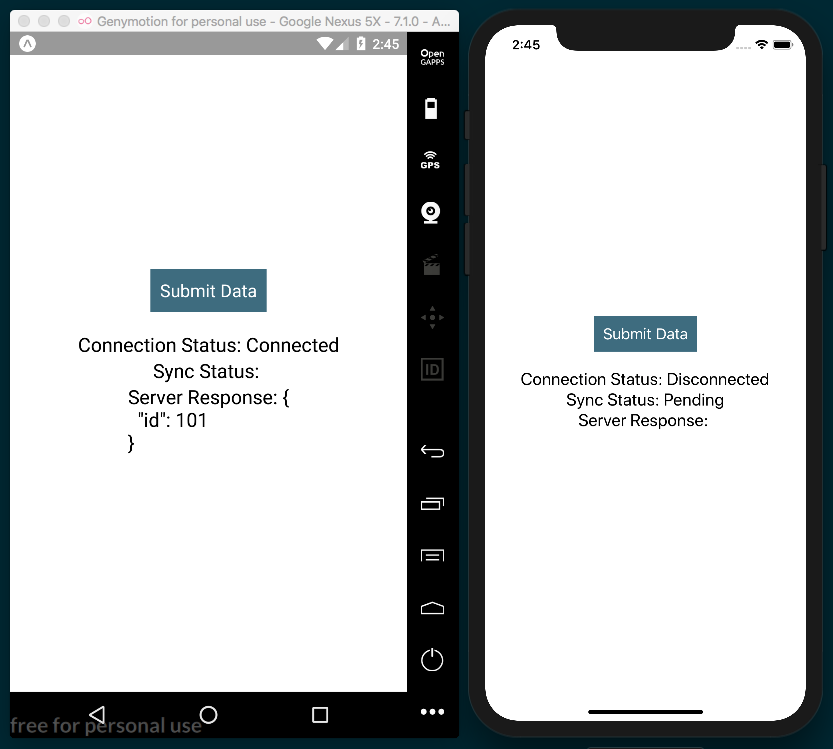 Genymotion for personal use - Google Nexus 5X - 7.1.0 - A...
2:45
Open
GAPPS
GPS
ID
Submit Data
Connection Status: Connected
Sync Status:
Server Response: {
"id": 101
}
free for personal use
2:45
Submit Data
Connection Status: Disconnected
Sync Status: Pending
Server Response: